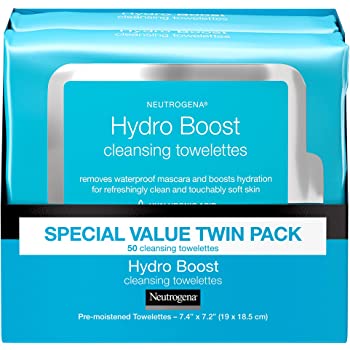 NEUTROGENA®
Hydro Boost
cleansing towelettes
removes waterproof mascara and boosts hydration
for refreshingly clean and touchably soft skin
SPECIAL VALUE TWIN PACK
50 cleansing towelettes
Hydro Boost
cleansing towelettes
Neutrogena®
Pre-moistened Towelettes – 7.4" x 7.2" (19 x 18.5 cm)